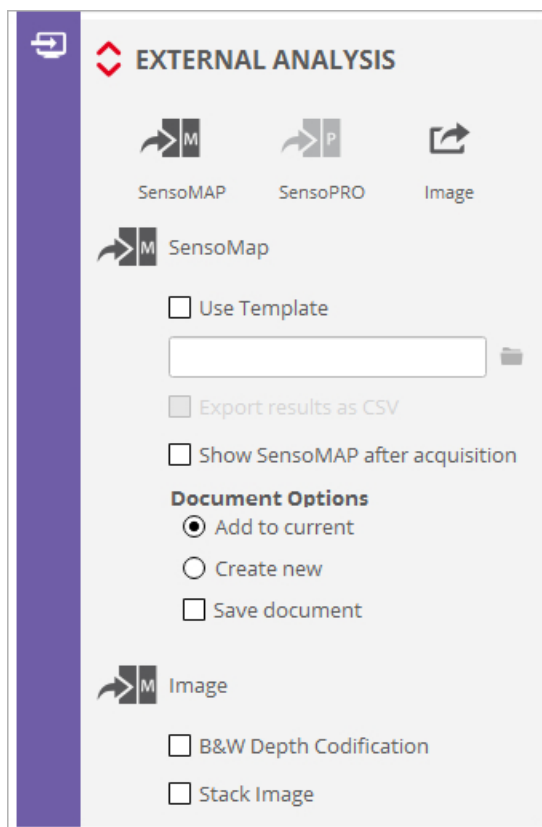 EXTERNAL ANALYSIS
M P
SensoMAP SensoPRO Image
M SensoMap
Use Template
Export results as CSV
Show SensoMAP after acquisition
Document Options
Add to current
Create new
Save document
M Image
B&W Depth Codification
Stack Image